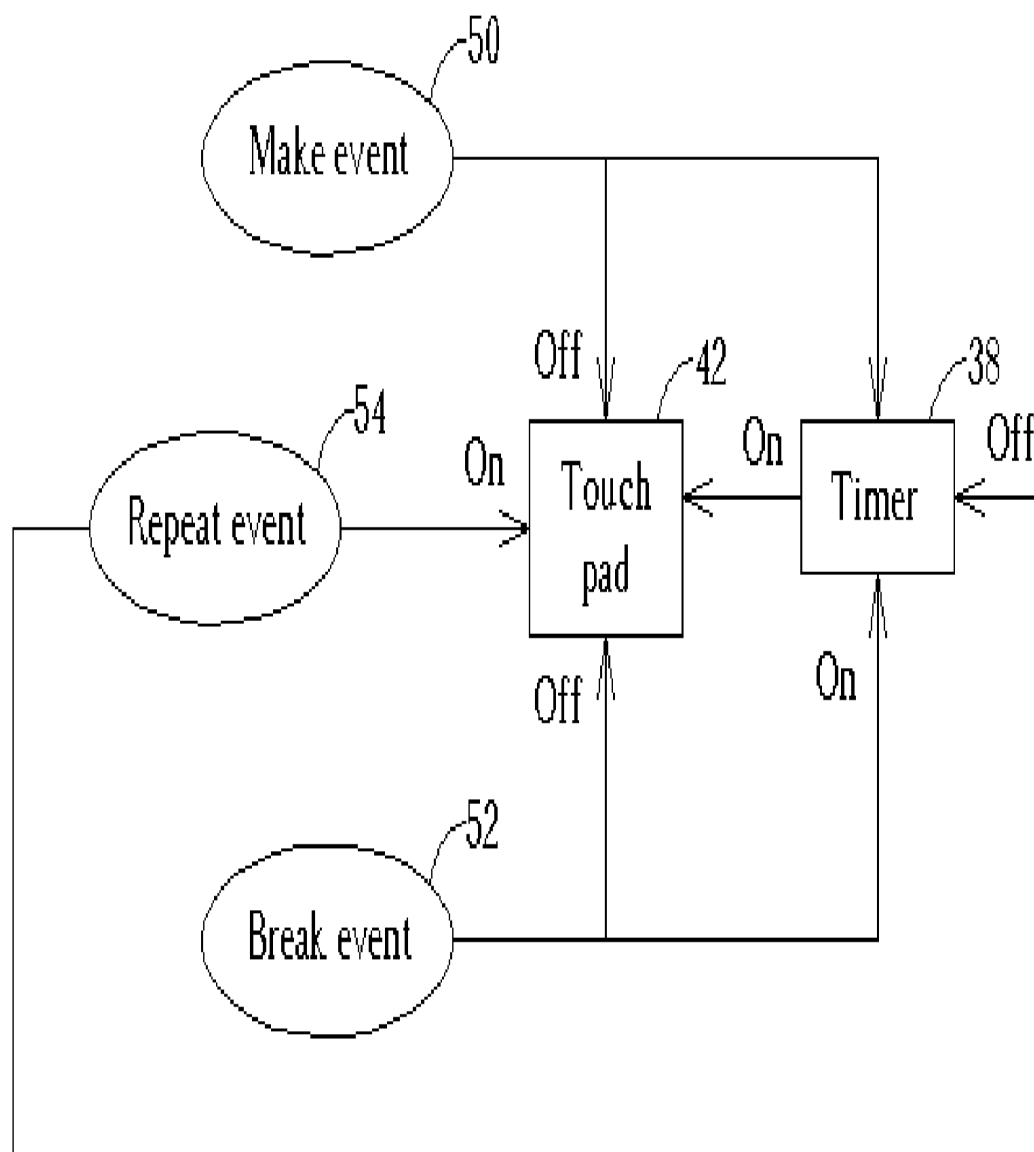 50
Make event
Off
42
38
54
On
On
Off
Repeat event
Touch
pad
Timer
Off
On
52
Break event